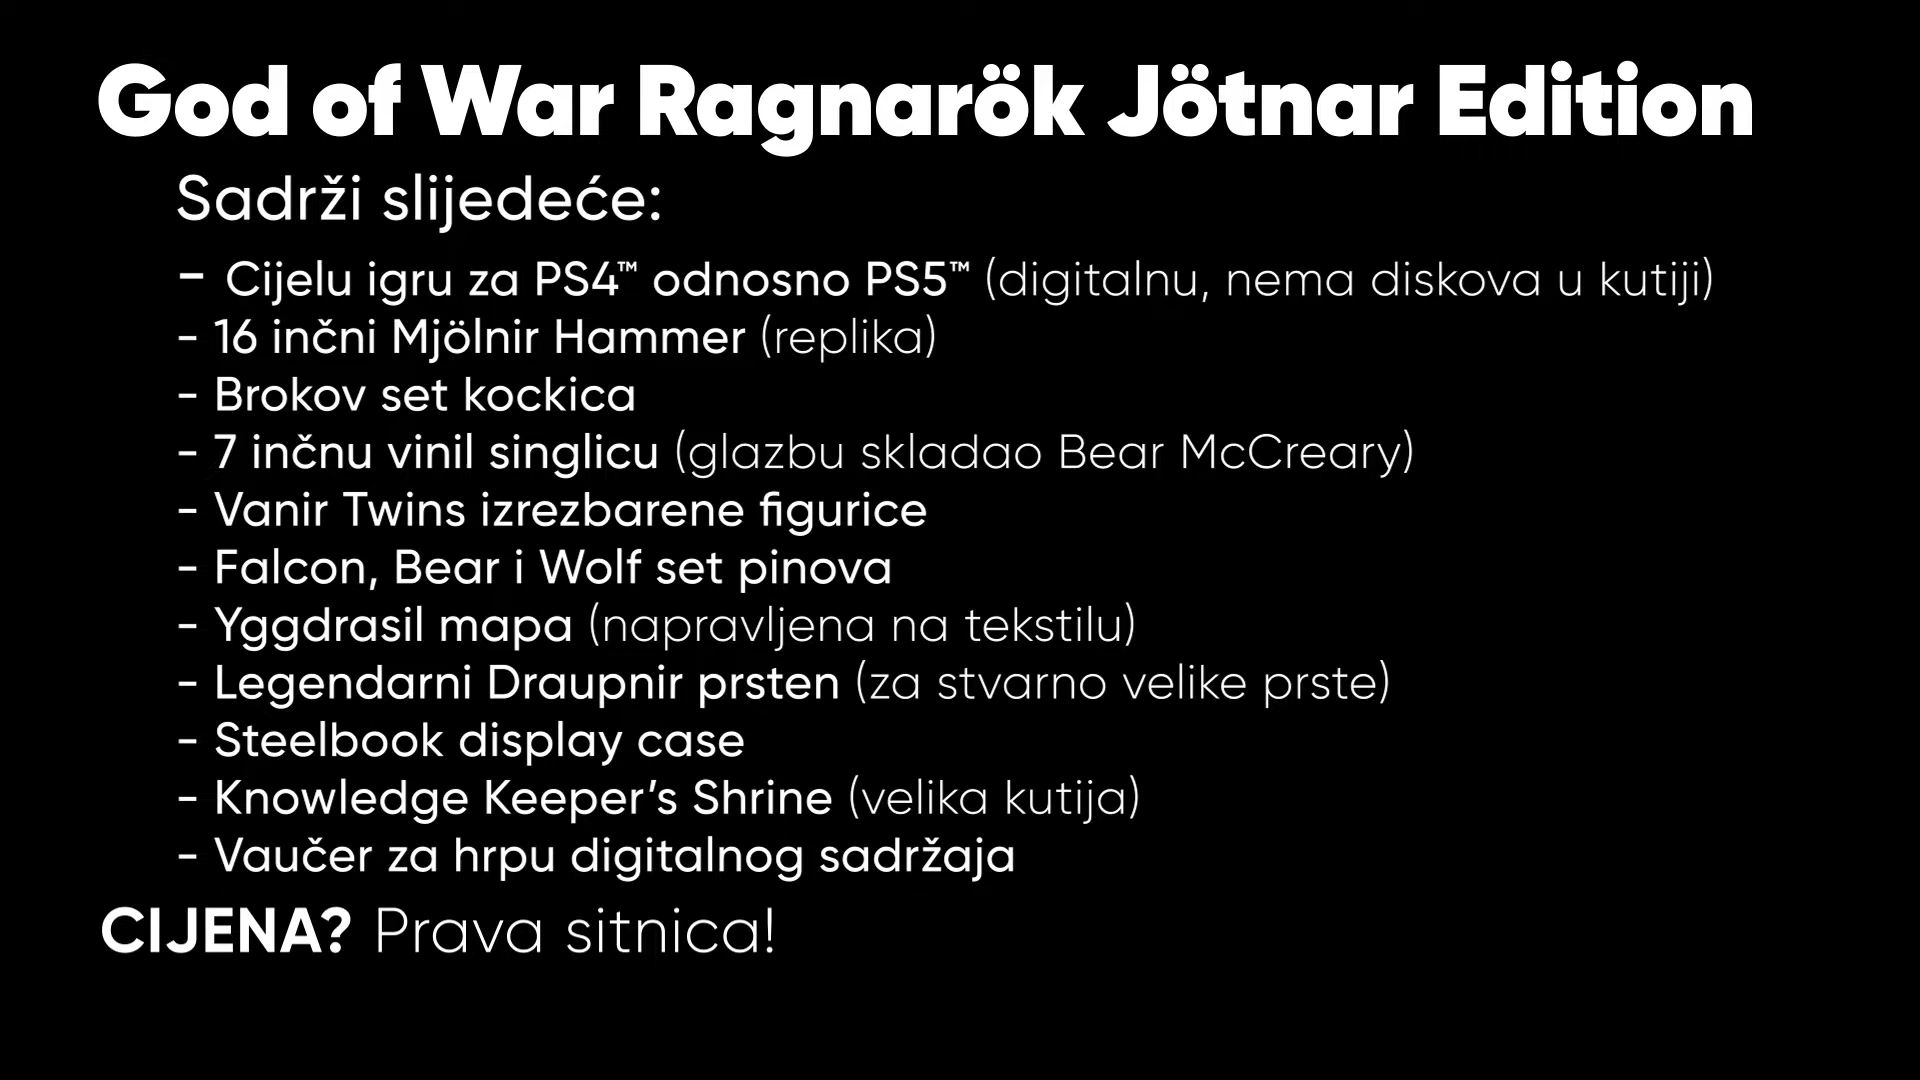 God of War Ragnarök Jötnar Edition
Sadrži slijedeće:
- Cijelu igru za PS4™ odnosno PS5™ (digitalnu, nema diskova u kutiji)
- 16 inčni Mjölnir Hammer (replika)
- Brokov set kockica
- 7 inčnu vinil singlicu (glazbu skladao Bear McCreary)
- Vanir Twins izrezbarene figurice
- Falcon, Bear i Wolf set pinova
- Yggdrasil mapa (napravljena na tekstilu)
- Legendarni Draupnir prsten (za stvarno velike prste)
- Steelbook display case
- Knowledge Keeper’s Shrine (velika kutija)
- Vaučer za hrpu digitalnog sadržaja
CIJENA? Prava sitnica!